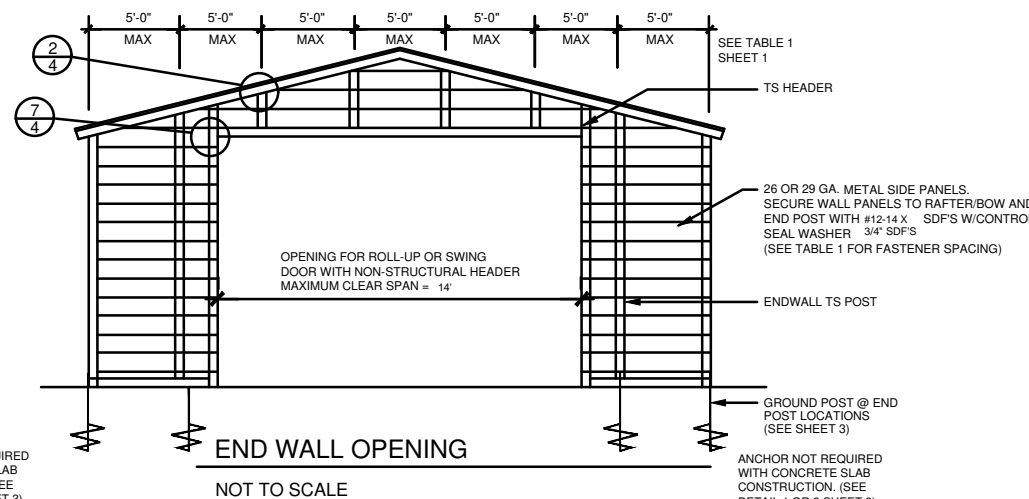 5'-0" 5'-0" 5'-0" 5'-0" 5'-0" 5'-0" 5'-0"
MAX MAX MAX MAX MAX MAX MAX
SEE TABLE 1
SHEET 1
2
4
7
4
TS HEADER
26 OR 29 GA. METAL SIDE PANELS.
SECURE WALL PANELS TO RAFTER/BOW AND
END POST WITH #12-14 X SDF'S W/CONTRO
SEAL WASHER 3/4" SDF'S
(SEE TABLE 1 FOR FASTENER SPACING)
OPENING FOR ROLL-UP OR SWING
DOOR WITH NON-STRUCTURAL HEADER
MAXIMUM CLEAR SPAN = 14'
ENDWALL TS POST
GROUND POST @ END
POST LOCATIONS
(SEE SHEET 3)
END WALL OPENING
NOT TO SCALE
UIRED
LAB
EE
ET 3)
ANCHOR NOT REQUIRED
WITH CONCRETE SLAB
CONSTRUCTION. (SEE